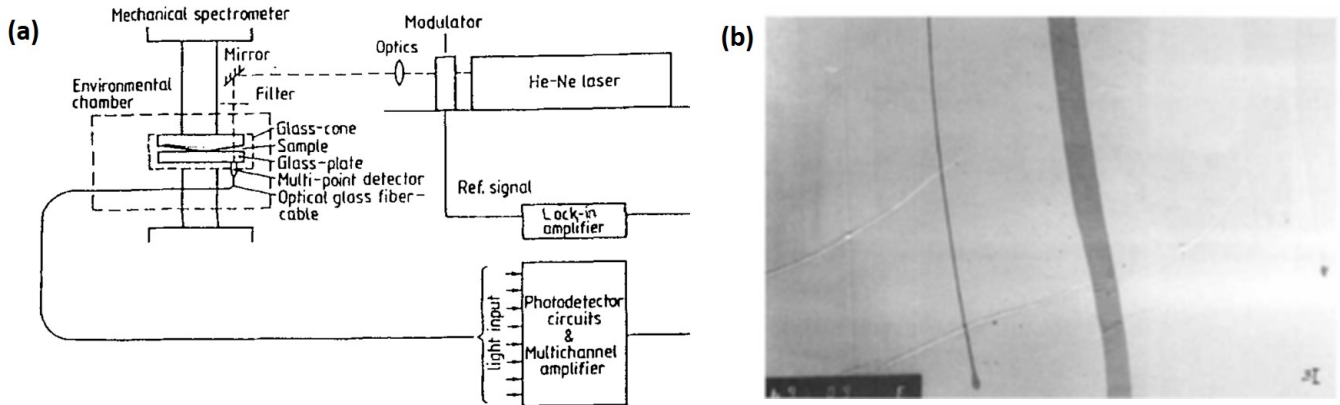 (a)
Mechanical spectrometer
Mirror
Environmental
chamber
Filter
Glass-cone
Sample
Glass-plate
Multi-point detector
Optical glass fiber-
cable
Optics
Modulator
He-Ne laser
Ref. signal
Lock-in
amplifier
light input
Photodetector
circuits
&
Multichannel
amplifier
(b)